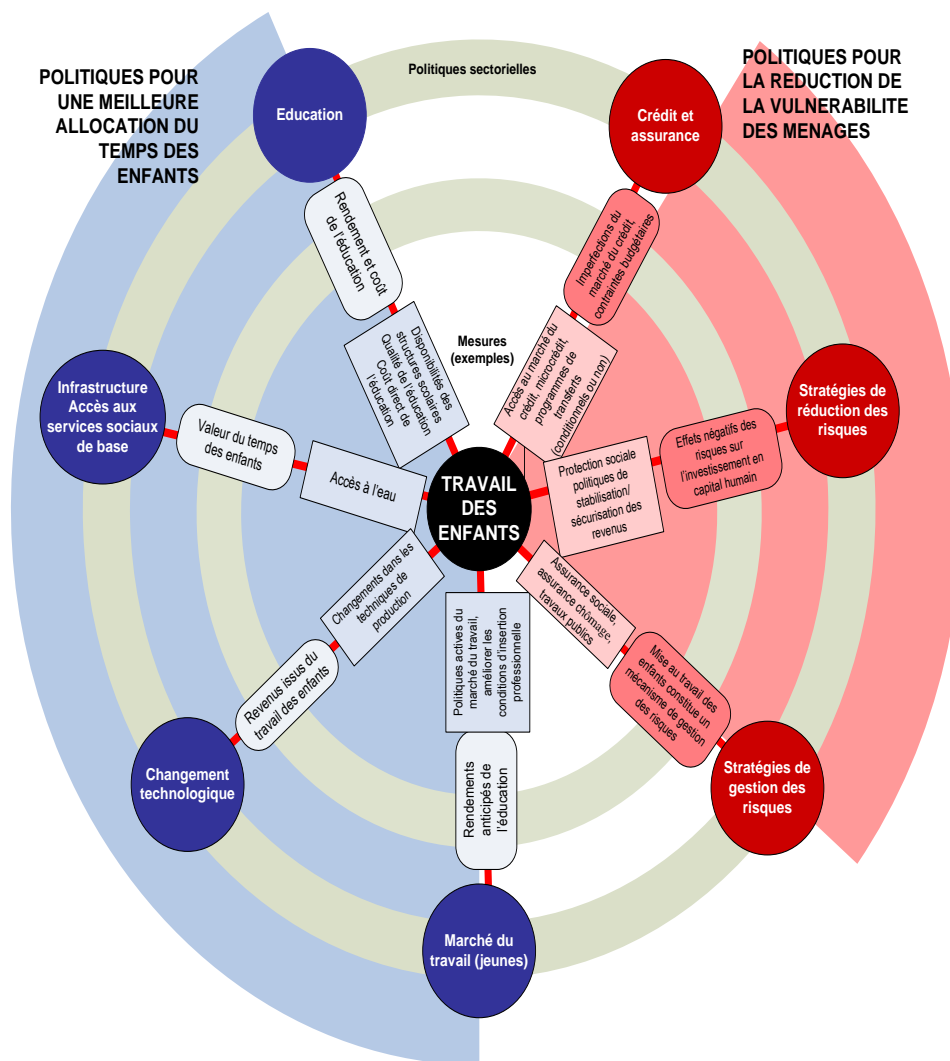 POLITIQUES POUR
UNE MEILLEURE
ALLOCATION DU
TEMPS DES
ENFANTS
Politiques sectorielles
POLITIQUES POUR
LA REDUCTION DE
LA VULNERABILITE
DES MENAGES
Education
Crédit et
assurance
Rendement et coût
de l'éducation
Imperfections du
marché du crédit,
contraintes budgétaires
Mesures
(exemples)
Disponibilités des
structures scolaires
Qualité de l'éducation
Coût direct de
l'éducation
Accès au marché du
crédit, microcrédit,
programmes de
transferts
(conditionnels ou non)
Infrastructure
Accès aux
services sociaux
de base
Stratégies de
réduction des
risques
Valeur du temps
des enfants
Effets négatifs des
risques sur
l'investissement en
capital humain
Accès à l'eau
Protection sociale
politiques de
stabilisation/
sécurisation des
revenus
TRAVAIL
DES
ENFANTS
Changements dans les
techniques de
production
Assurance sociale,
assurance chômage,
travaux publics
Politiques actives du
marché du travail,
améliorer les
conditions d'insertion
professionnelle
Revenus issus du
travail des enfants
Mise au travail des
enfants constitue un
mécanisme de gestion
des risques
Changement
technologique
Stratégies de
gestion des
risques
Rendements
anticipés de
l'éducation
Marché du
travail (jeunes)